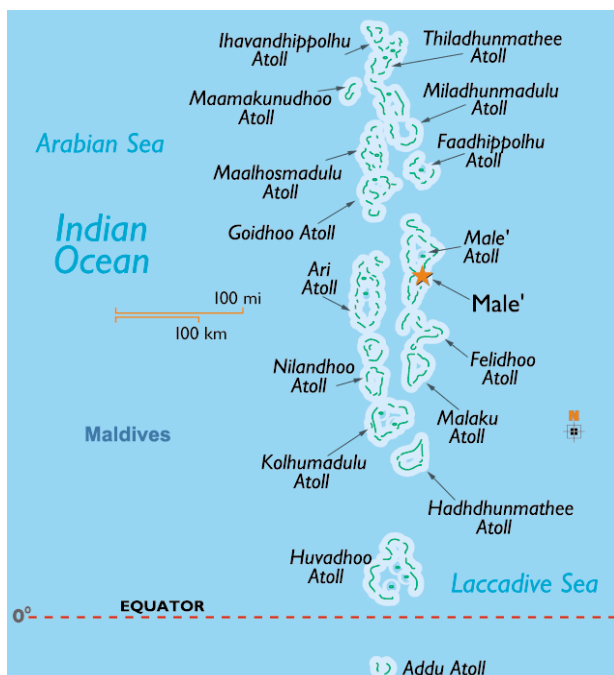 Ihavandhippolhu
Atoll
Thiladhunmathee
Atoll
Maamakunudhoo
Atoll
Miladhunmadulu
Atoll
Arabian Sea
Faadhippolhu
Atoll
Maalhosmadulu
Atoll
Goidhoo Atoll
Indian
Ocean
Male'
Atoll
Ari
Atoll
100 mi
Male'
100 km
Felidhoo
Atoll
Nilandhoo
Atoll
Malaku
Atoll
N
Maldives
Kolhumadulu
Atoll
Hadhdhunmathee
Atoll
Huvadhoo
Atoll
Laccadive Sea
EQUATOR
0°
Addu Atoll